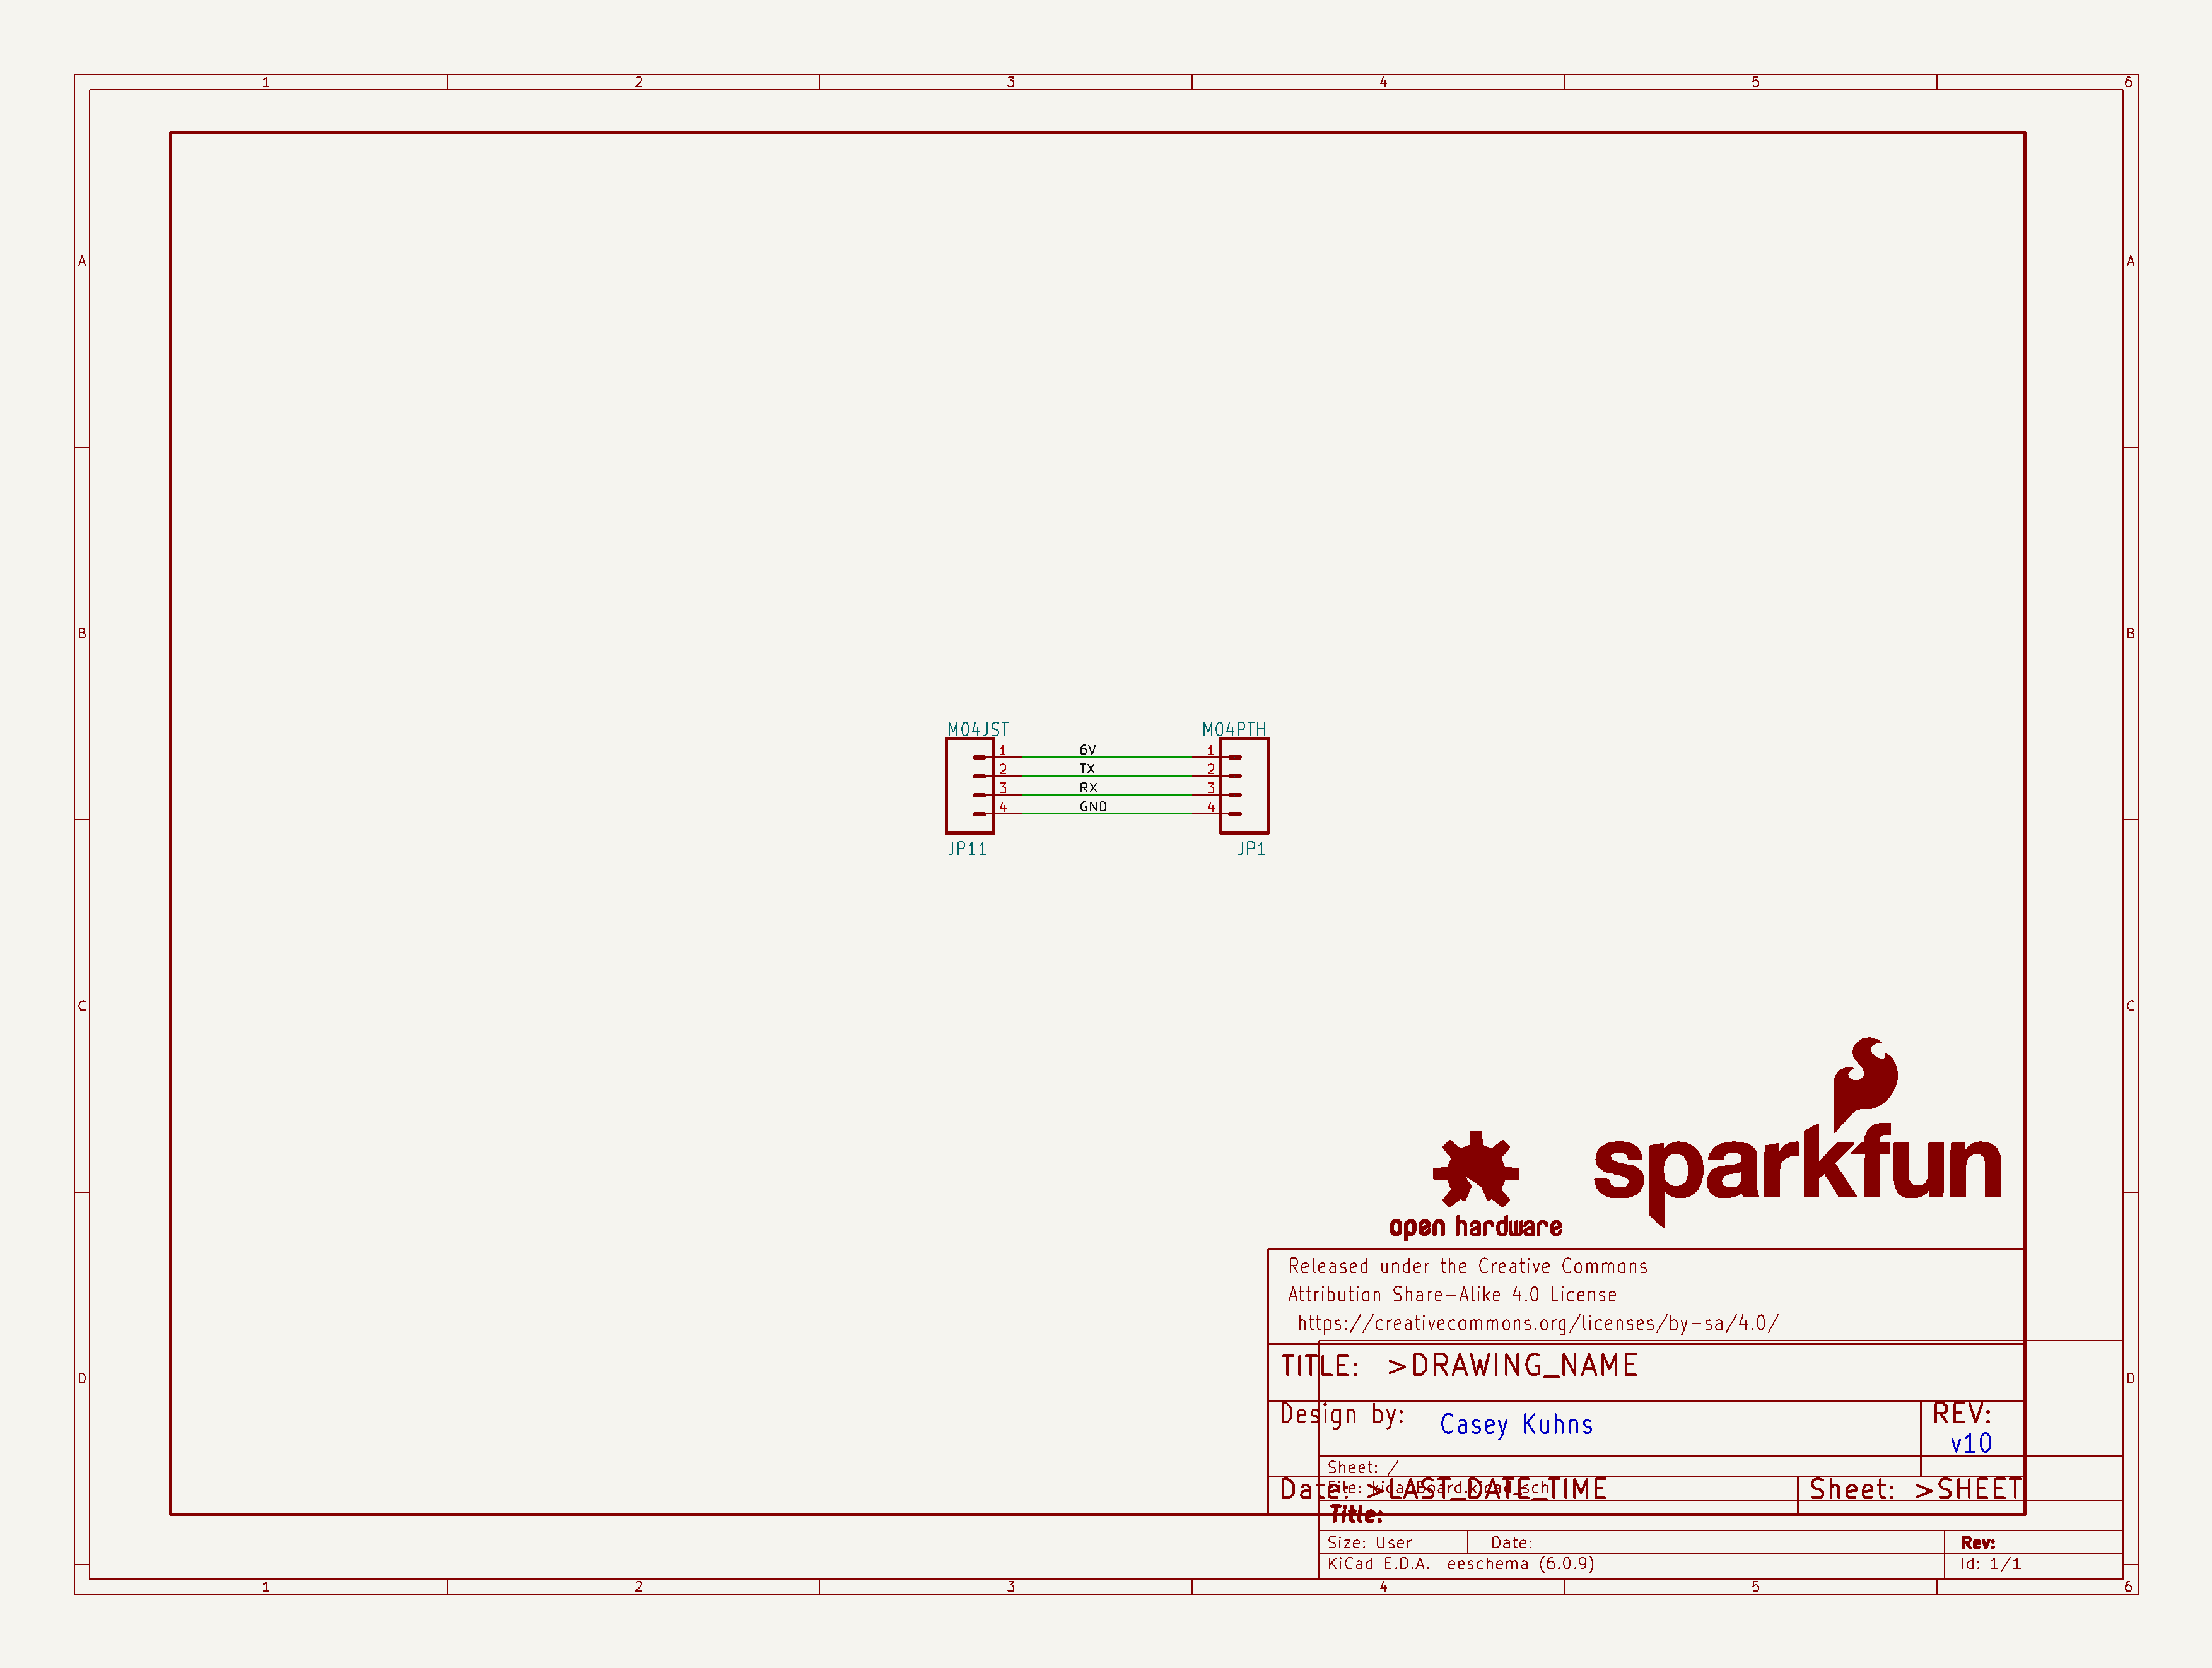 1 2 3 4 5 6
A A
B B
M04JST M04PTH
1 6V 1
2 TX 2
3 RX 3
4 GND 4
JP11 JP1
C C
sparkfun
open hardware
Released under the Creative Commons
Attribution Share-Alike 4.0 License
https://creativecommons.org/licenses/by-sa/4.0/
TITLE: >DRAWING_NAME
D D
Design by: Casey Kuhns REV:
v10
Sheet: /
File: kicadBoard.kicad_sch
Date: >LAST_DATE_TIME Sheet: >SHEET
Title:
Size: User Date: Rev:
KiCad E.D.A. eeschema (6.0.9) Id: 1/1
1 2 3 4 5 6